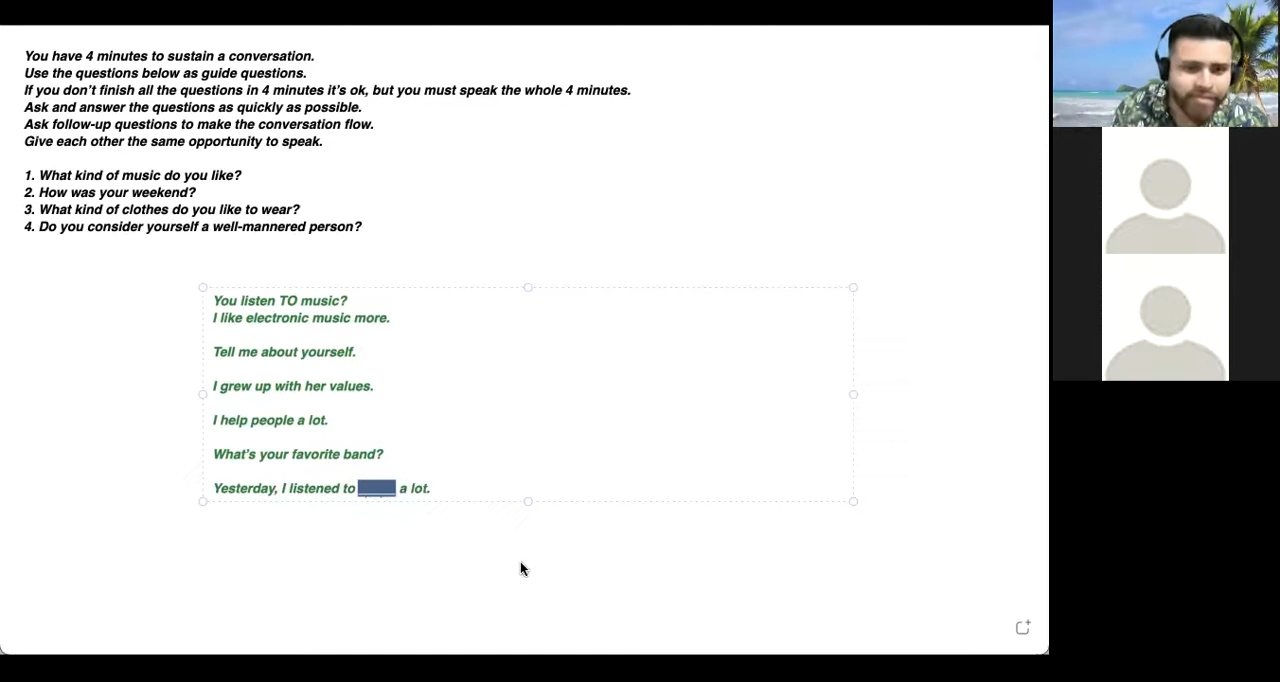 You have 4 minutes to sustain a conversation.
Use the questions below as guide questions.
If you don't finish all the questions in 4 minutes it's ok, but you must speak the whole 4 minutes.
Ask and answer the questions as quickly as possible.
Ask follow-up questions to make the conversation flow.
Give each other the same opportunity to speak.
1. What kind of music do you like?
2. How was your weekend?
3. What kind of clothes do you like to wear?
4. Do you consider yourself a well-mannered person?
You listen TO music?
I like electronic music more.
Tell me about yourself.
I grew up with her values.
I help people a lot.
What's your favorite band?
Yesterday, I listened to a lot.